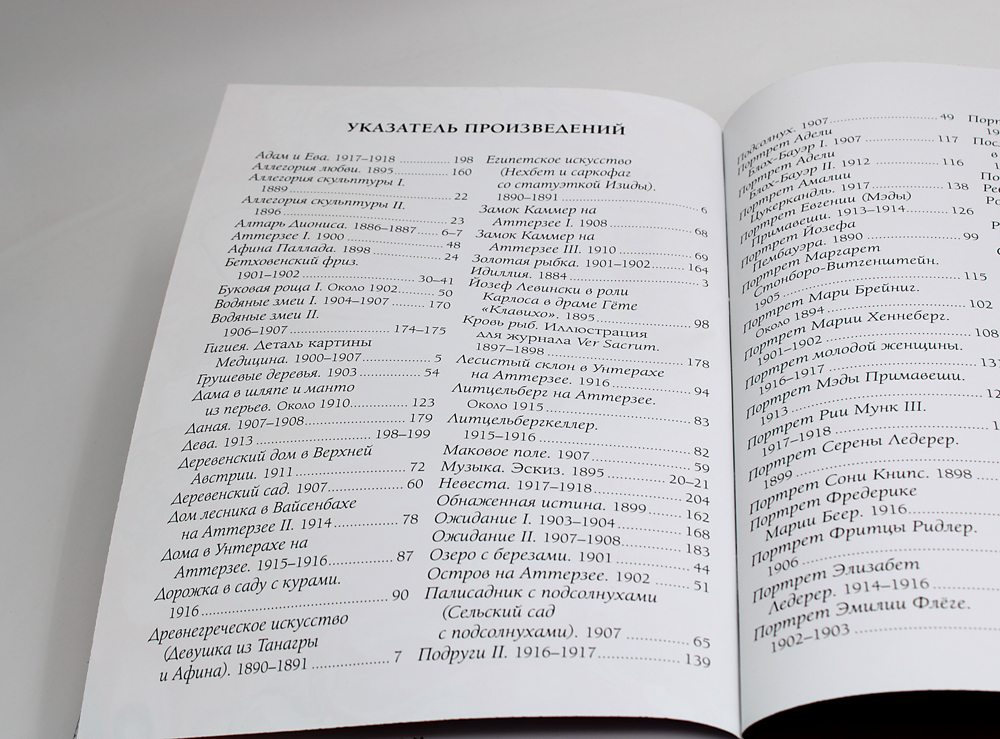 УКАЗАТЕЛЬ ПРОИЗВЕДЕНИЙ
Адам и Ева. 1917–1918 ............ 198
Аллегория любви. 1895 ............ 160
Аллегория скульптуры I.
1889 ............ 22
Аллегория скульптуры II.
1896 ............ 23
Алтарь Диониса. 1886–1887 ...... 6–7
Аттерзее I. 1900 ............ 48
Афина Паллада. 1898 ............ 24
Бетховенский фриз.
1901–1902 ............ 30–41
Буковая роща I. Около 1902 ........ 50
Водяные змеи I. 1904–1907 ........ 170
Водяные змеи II.
1906–1907 ............ 174–175
Гигиея. Деталь картины
Медицина. 1900–1907 ............ 5
Грушевые деревья. 1903 ............ 54
Дама в шляпе и манто
из перьев. Около 1910 ............ 123
Даная. 1907–1908 ............ 179
Дева. 1913 ............ 198–199
Деревенский дом в Верхней
Австрии. 1911 ............ 72
Деревенский сад. 1907 ............ 60
Дом лесника в Вайсенбахе
на Аттерзее II. 1914 ............ 78
Дома в Унтерахе на
Аттерзее. 1915–1916 ............ 87
Дорожка в саду с курами.
1916 ............ 90
Древнегреческое искусство
(Девушка из Танагры
и Афина). 1890–1891 ............ 7
Египетское искусство
(Нехбет и саркофаг
со статуэткой Изиды).
1890–1891 ............ 6
Замок Каммер на
Аттерзее I. 1908 ............ 68
Замок Каммер на
Аттерзее III. 1910 ............ 69
Золотая рыбка. 1901–1902 ........ 164
Идиллия. 1884 ............ 3
Йозеф Левински в роли
Карлоса в драме Гёте
«Клавихо». 1895 ............ 98
Кровь рыб. Иллюстрация
для журнала Ver Sacrum.
1897–1898 ............ 178
Лесистый склон в Унтерахе
на Аттерзее. 1916 ............ 94
Литцельберг на Аттерзее.
Около 1915 ............ 83
Литцельбергкеллер.
1915–1916 ............ 82
Маковое поле. 1907 ............ 59
Музыка. Эскиз. 1895 ............ 20–21
Невеста. 1917–1918 ............ 204
Обнаженная истина. 1899 ........ 162
Ожидание I. 1903–1904 ............ 168
Ожидание II. 1907–1908 ............ 183
Озеро с березами. 1901 ............ 44
Остров на Аттерзее. 1902 ........ 51
Палисадник с подсолнухами
(Сельский сад
с подсолнухами). 1907 ............ 65
Подруги II. 1916–1917 ............ 139
Подсолнух. 1907 ............ 49
Портрет Адели
Блох-Бауэр I. 1907 ............ 117
Портрет Адели
Блох Бауэр II. 1912 ............ 116
Портрет Амалии
Цукеркандль. 1917 ............ 138
Портрет Евгении (Мэды)
Примавеши. 1913–1914 ............ 126
Портрет Йозефа
Пембауэра. 1890 ............ 99
Портрет Маргарет
Стонборо-Витгенштейн.
1905 ............ 115
Портрет Мари Брейниг.
Около 1894 ............ 102
Портрет Марии Хеннеберг.
1901–1902 ............ 108
Портрет молодой женщины.
1916–1917 ............
Портрет Мэды Примавеши.
1913 ............
Портрет Рии Мунк III.
1917–1918 ............
Портрет Серены Ледерер.
1899 ............
Портрет Сони Книпс. 1898 ......
Портрет Фредерике
Марии Беер. 1916 ............
Портрет Фритцы Ридлер.
1906 ............
Портрет Элизабет
Ледерер. 1914–1916 ............
Портрет Эмилии Флёге.
1902–1903 ............